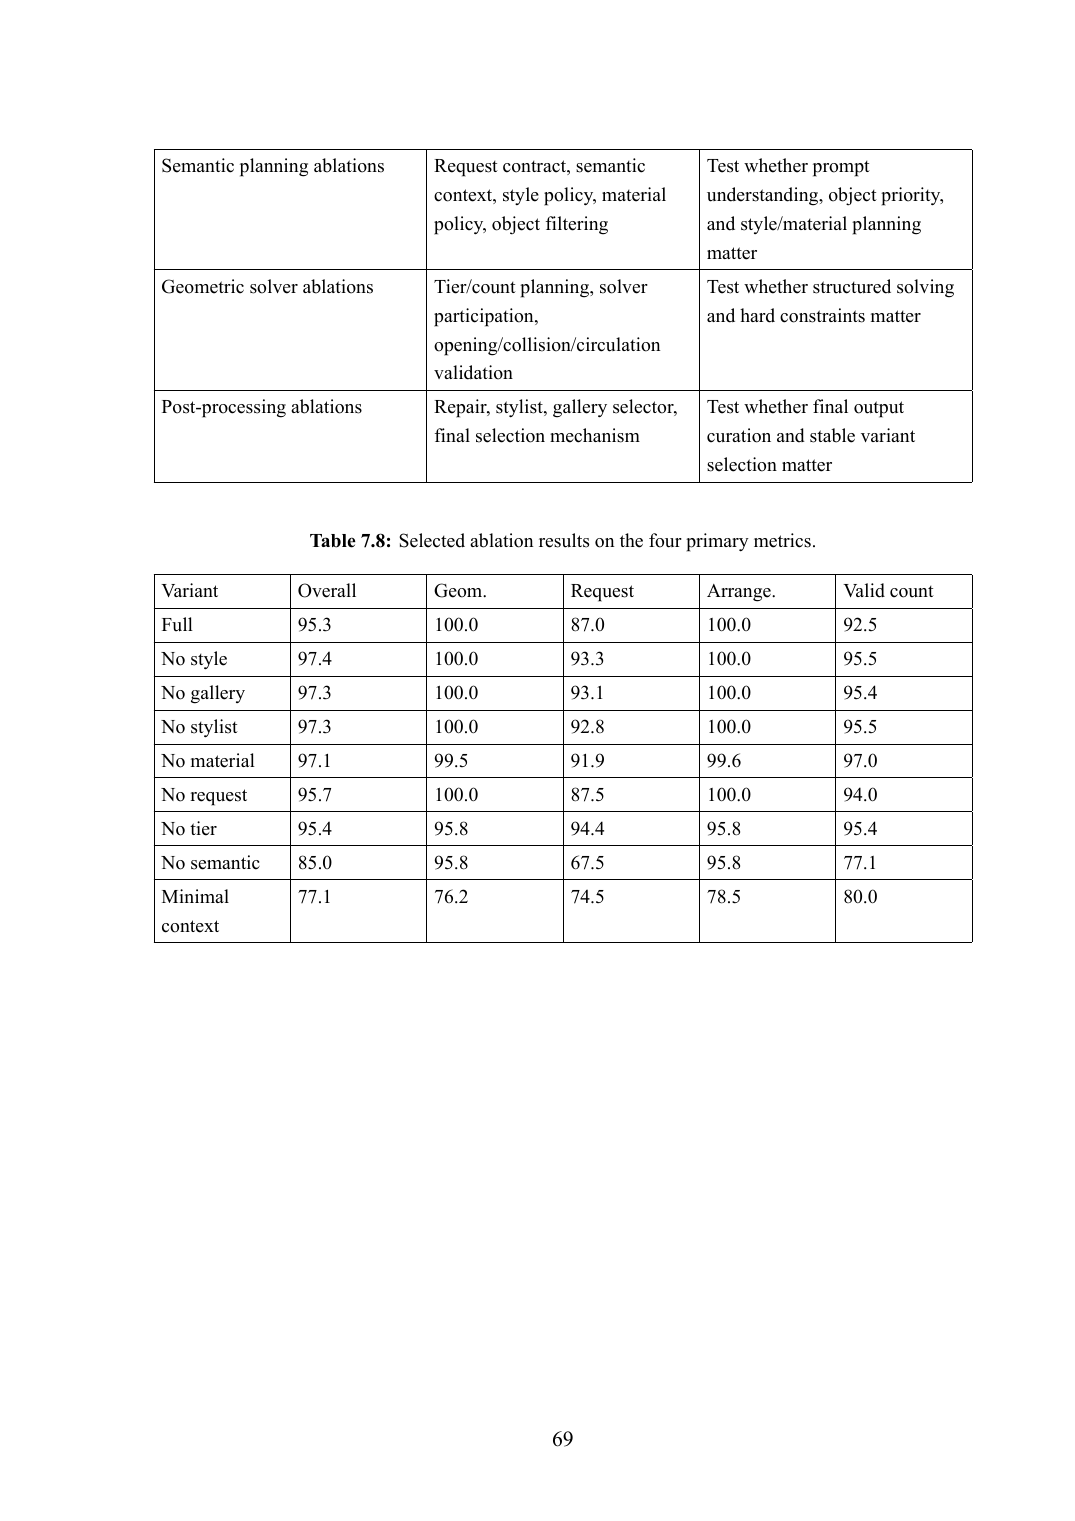 Semantic planning ablations
Request contract, semantic
context, style policy, material
policy, object filtering
Test whether prompt
understanding, object priority,
and style/material planning
matter
Geometric solver ablations
Tier/count planning, solver
participation,
opening/collision/circulation
validation
Test whether structured solving
and hard constraints matter
Post-processing ablations
Repair, stylist, gallery selector,
final selection mechanism
Test whether final output
curation and stable variant
selection matter
Table 7.8: Selected ablation results on the four primary metrics.
Variant Overall Geom. Request Arrange. Valid count
Full 95.3 100.0 87.0 100.0 92.5
No style 97.4 100.0 93.3 100.0 95.5
No gallery 97.3 100.0 93.1 100.0 95.4
No stylist 97.3 100.0 92.8 100.0 95.5
No material 97.1 99.5 91.9 99.6 97.0
No request 95.7 100.0 87.5 100.0 94.0
No tier 95.4 95.8 94.4 95.8 95.4
No semantic 85.0 95.8 67.5 95.8 77.1
Minimal 77.1 76.2 74.5 78.5 80.0
context
69